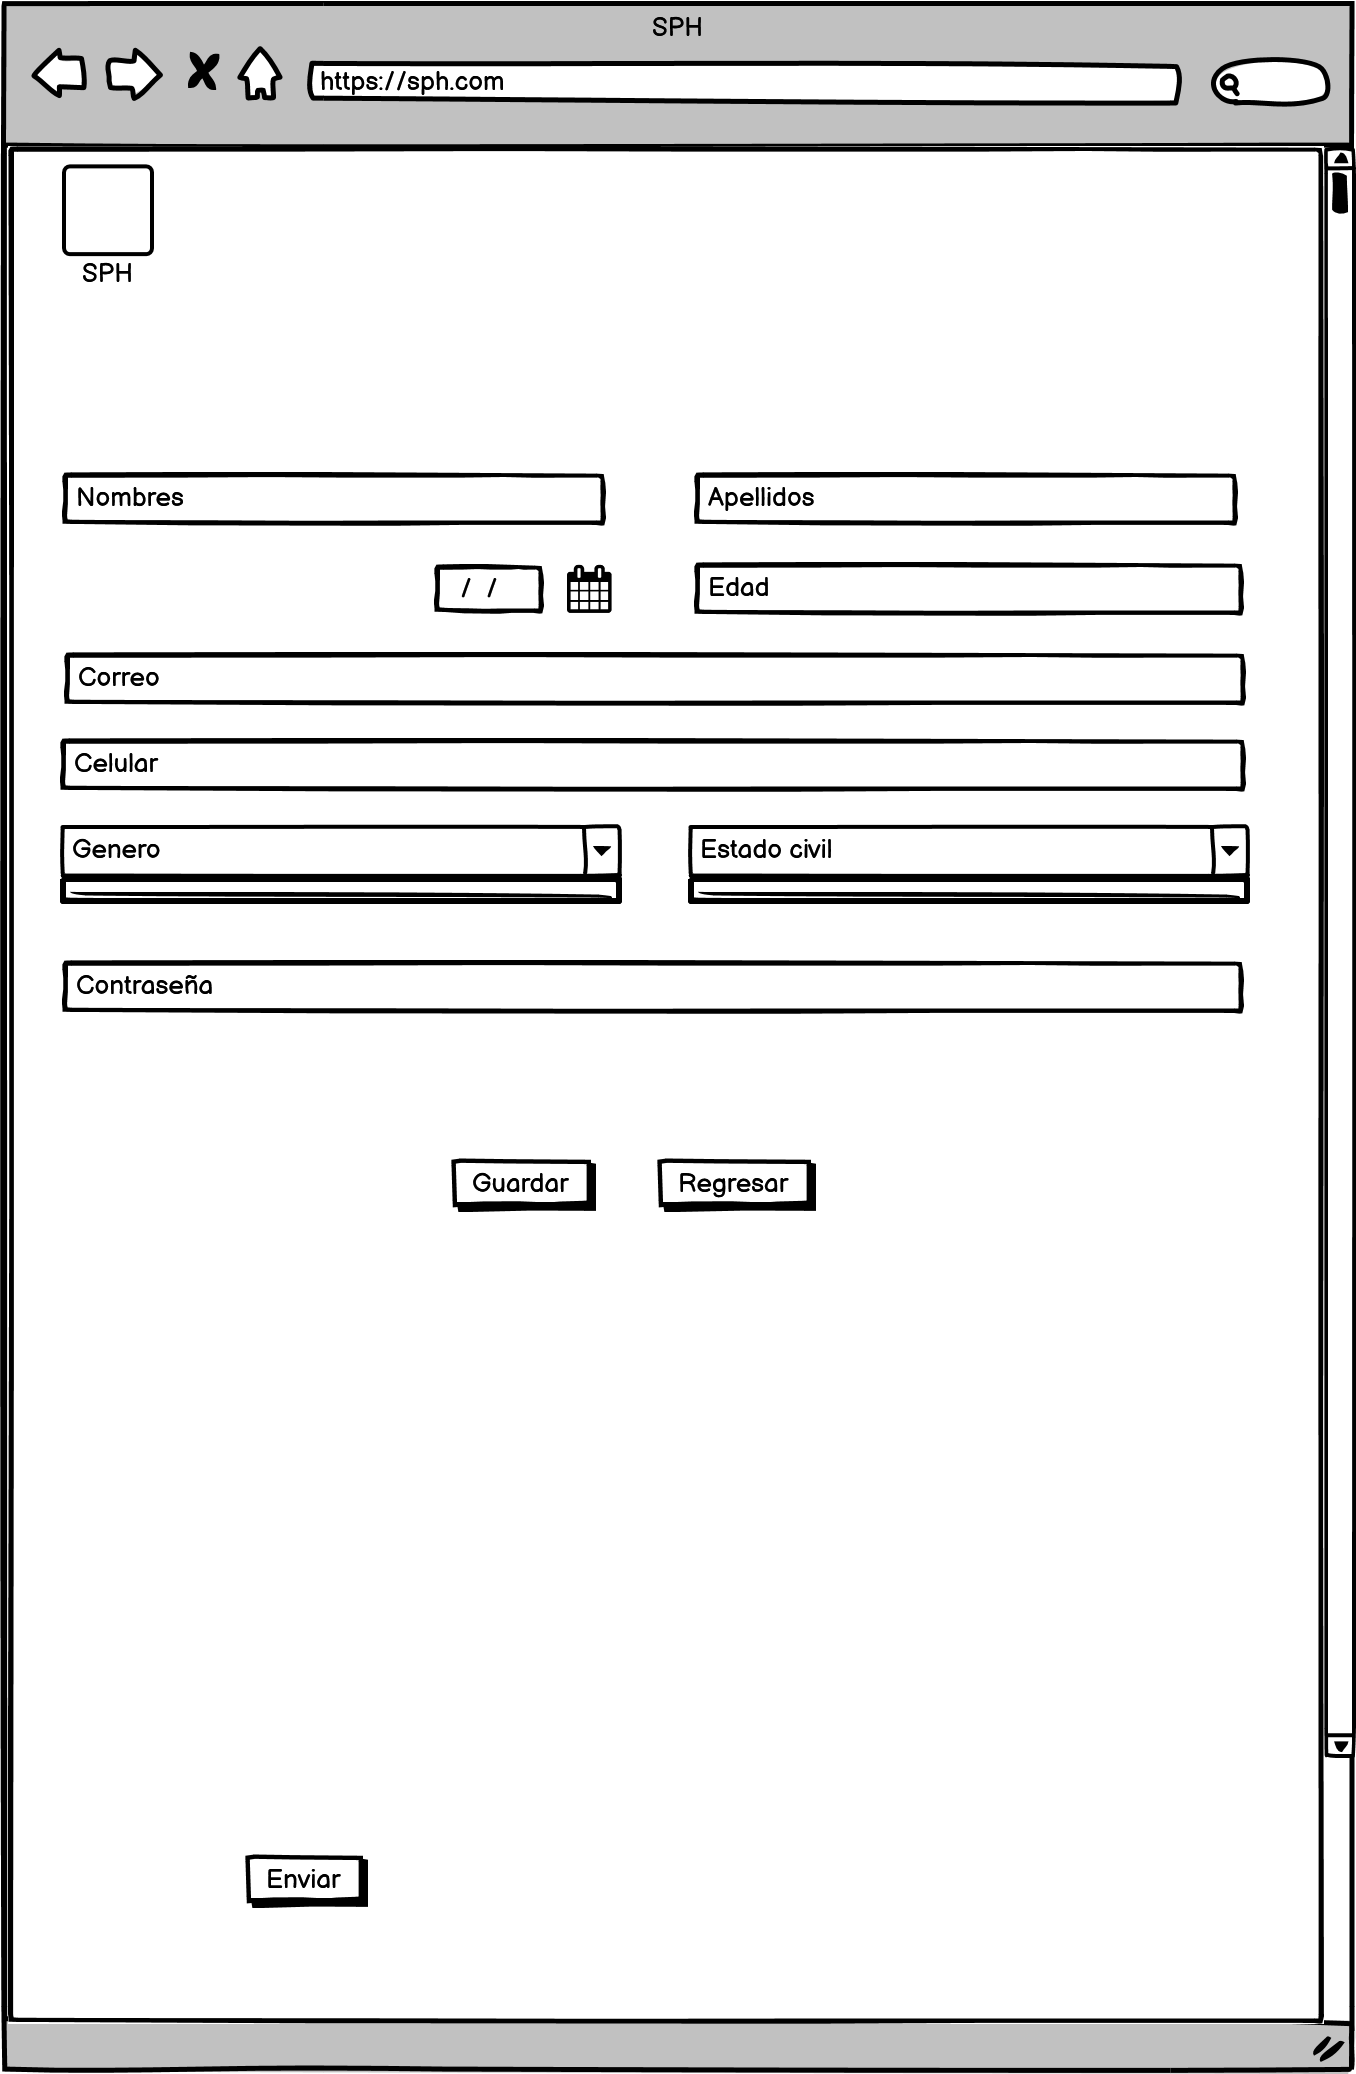 SPH
https://sph.com
SPH
Nombres
Apellidos
/ /
Edad
Correo
Celular
Genero
Estado civil
Contraseña
Guardar
Regresar
Enviar